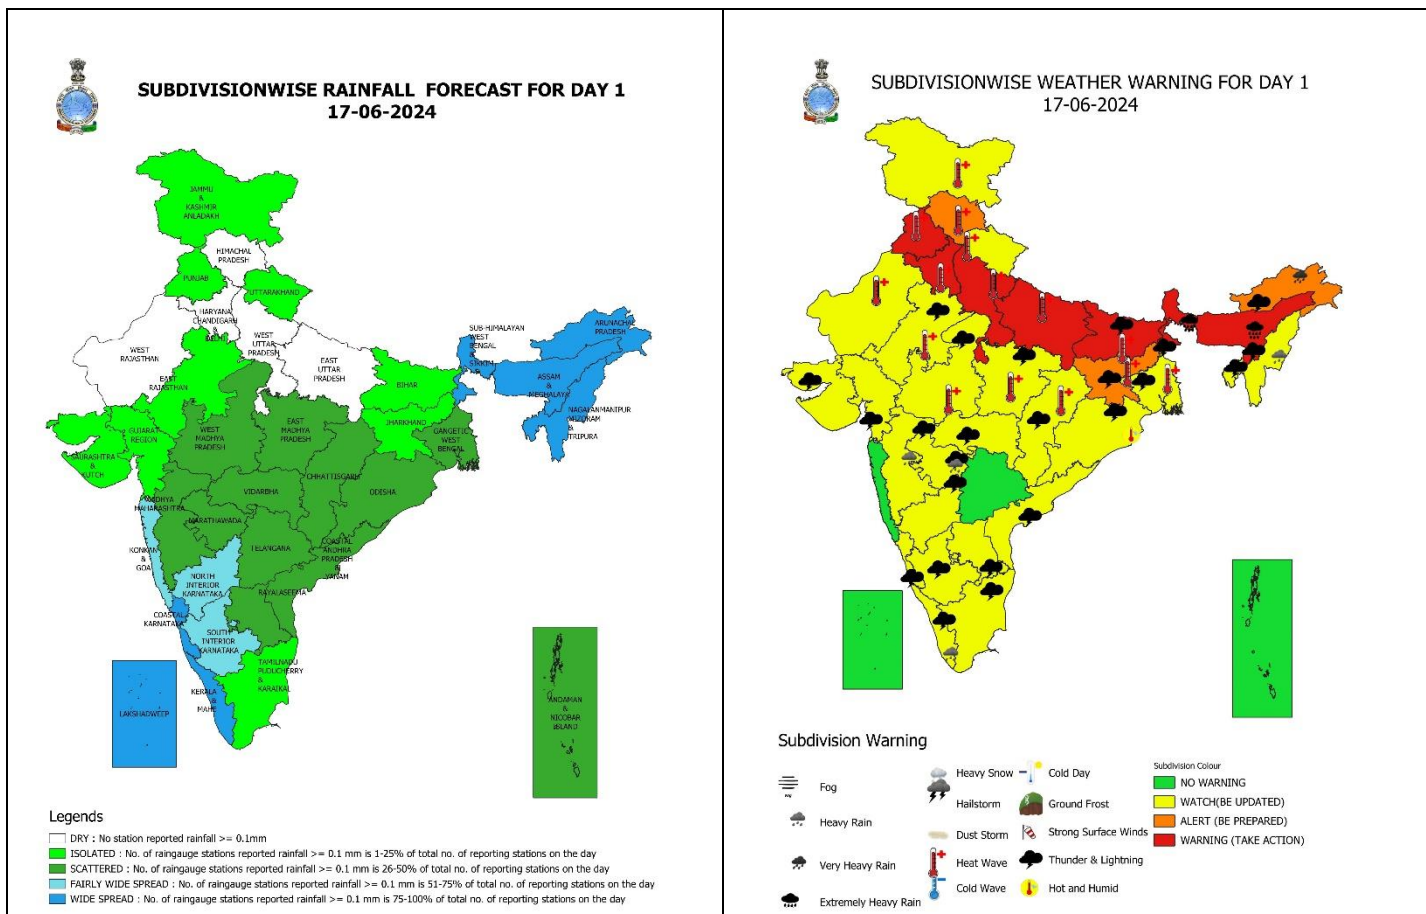 SUBDIVISIONWISE RAINFALL FORECAST FOR DAY 1
17-06-2024
JAMMU
&
KASHMIR
ANLADAKH
HIMACHAL
PRADESH
PUNJAB
UTTARAKHAND
HARYANA
CHANDIGARH
&
DELHI
WEST
UTTAR
PRADESH
WEST
RAJASTHAN
EAST
UTTAR
PRADESH
EAST
RAJASTHAN
SUB-HIMALAYAN
WEST
BENGAL
&
SIKKIM
ARUNACHAL
PRADESH
ASSAM
&
MEGHALAYA
NAGALANMANIPUR
MIZORAM
&
TRIPURA
BIHAR
JHARKHAND
GANGETIC
WEST
BENGAL
GUJARAT
REGION
SAURASHTRA
&
KUTCH
WEST
MADHYA
PRADESH
EAST
MADHYA
PRADESH
CHHATTISGARH
ODISHA
VIDARBHA
MADHYA
MAHARASHTRA
MARATHAWADA
TELANGANA
COASTAL
ANDHRA
PRADESH
&
YANAM
KONKAN
&
GOA
NORTH
INTERIOR
KARNATAKA
RAYALASEEMA
COASTAL
KARNATAKA
SOUTH
INTERIOR
KARNATAKA
TAMILNADU
PUDUCHERRY
&
KARAIKAL
KERALA
&
MAHE
LAKSHADWEEP
ANDAMAN
&
NICOBAR
ISLAND
Legends
DRY : No station reported rainfall >= 0.1mm
ISOLATED : No. of raingauge stations reported rainfall >= 0.1 mm is 1-25% of total no. of reporting stations on the day
SCATTERED : No. of raingauge stations reported rainfall >= 0.1 mm is 26-50% of total no. of reporting stations on the day
FAIRLY WIDE SPREAD : No. of raingauge stations reported rainfall >= 0.1 mm is 51-75% of total no. of reporting stations on the day
WIDE SPREAD : No. of raingauge stations reported rainfall >= 0.1 mm is 75-100% of total no. of reporting stations on the day
SUBDIVISIONWISE WEATHER WARNING FOR DAY 1
17-06-2024
Subdivision Warning
Fog
Heavy Rain
Very Heavy Rain
Extremely Heavy Rain
Heavy Snow
Hailstorm
Dust Storm
Heat Wave
Cold Wave
Cold Day
Ground Frost
Strong Surface Winds
Thunder & Lightning
Hot and Humid
Subdivision Colour
NO WARNING
WATCH(BE UPDATED)
ALERT (BE PREPARED)
WARNING (TAKE ACTION)